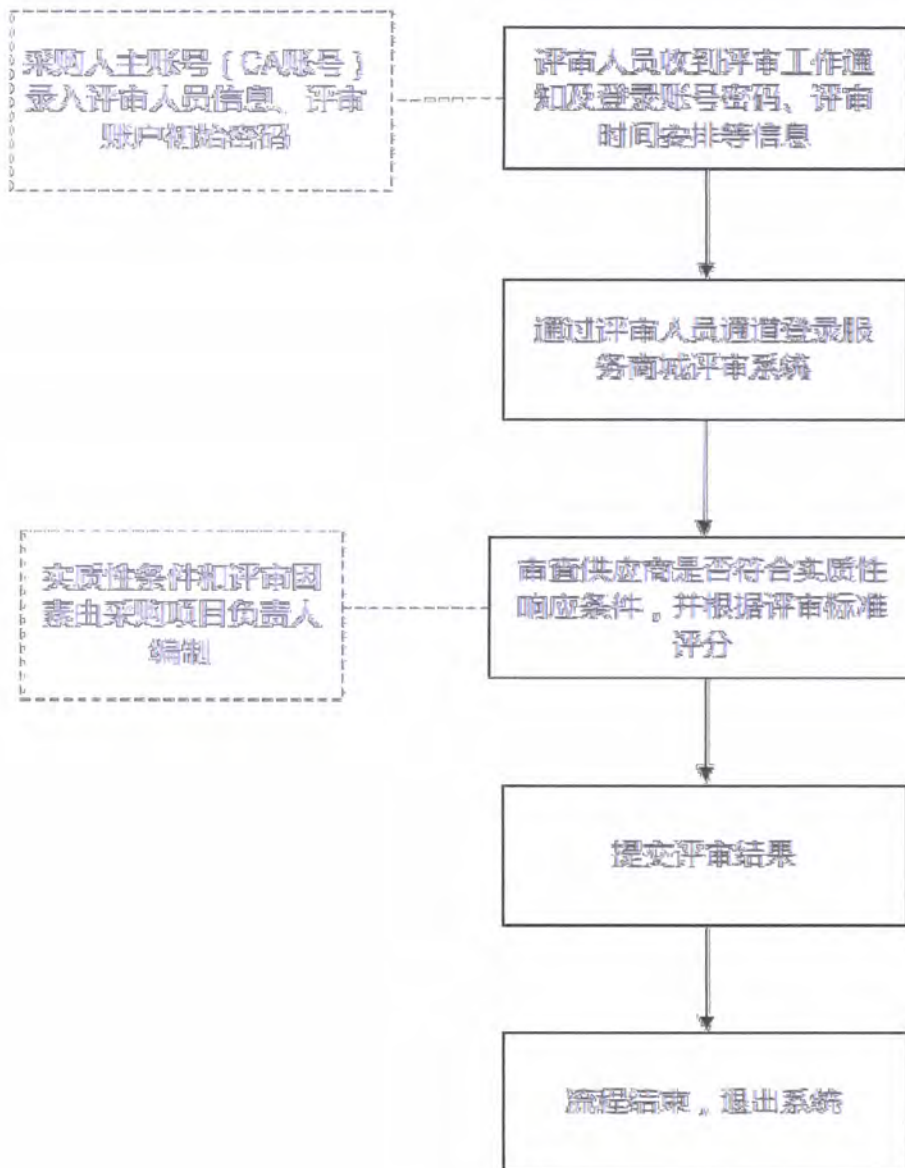 采购人主账号（CA账号）
录入评审人员信息、评审
账户初始密码
评审人员收到评审工作通
知及登录账号密码、评审
时间安排等信息
通过评审人员通道登录服
务商城评审系统
实质性条件和评审因
素由采购项目负责人
编制
审查供应商是否符合实质性
响应条件，并根据评审标准
评分
提交评审结果
流程结束，退出系统